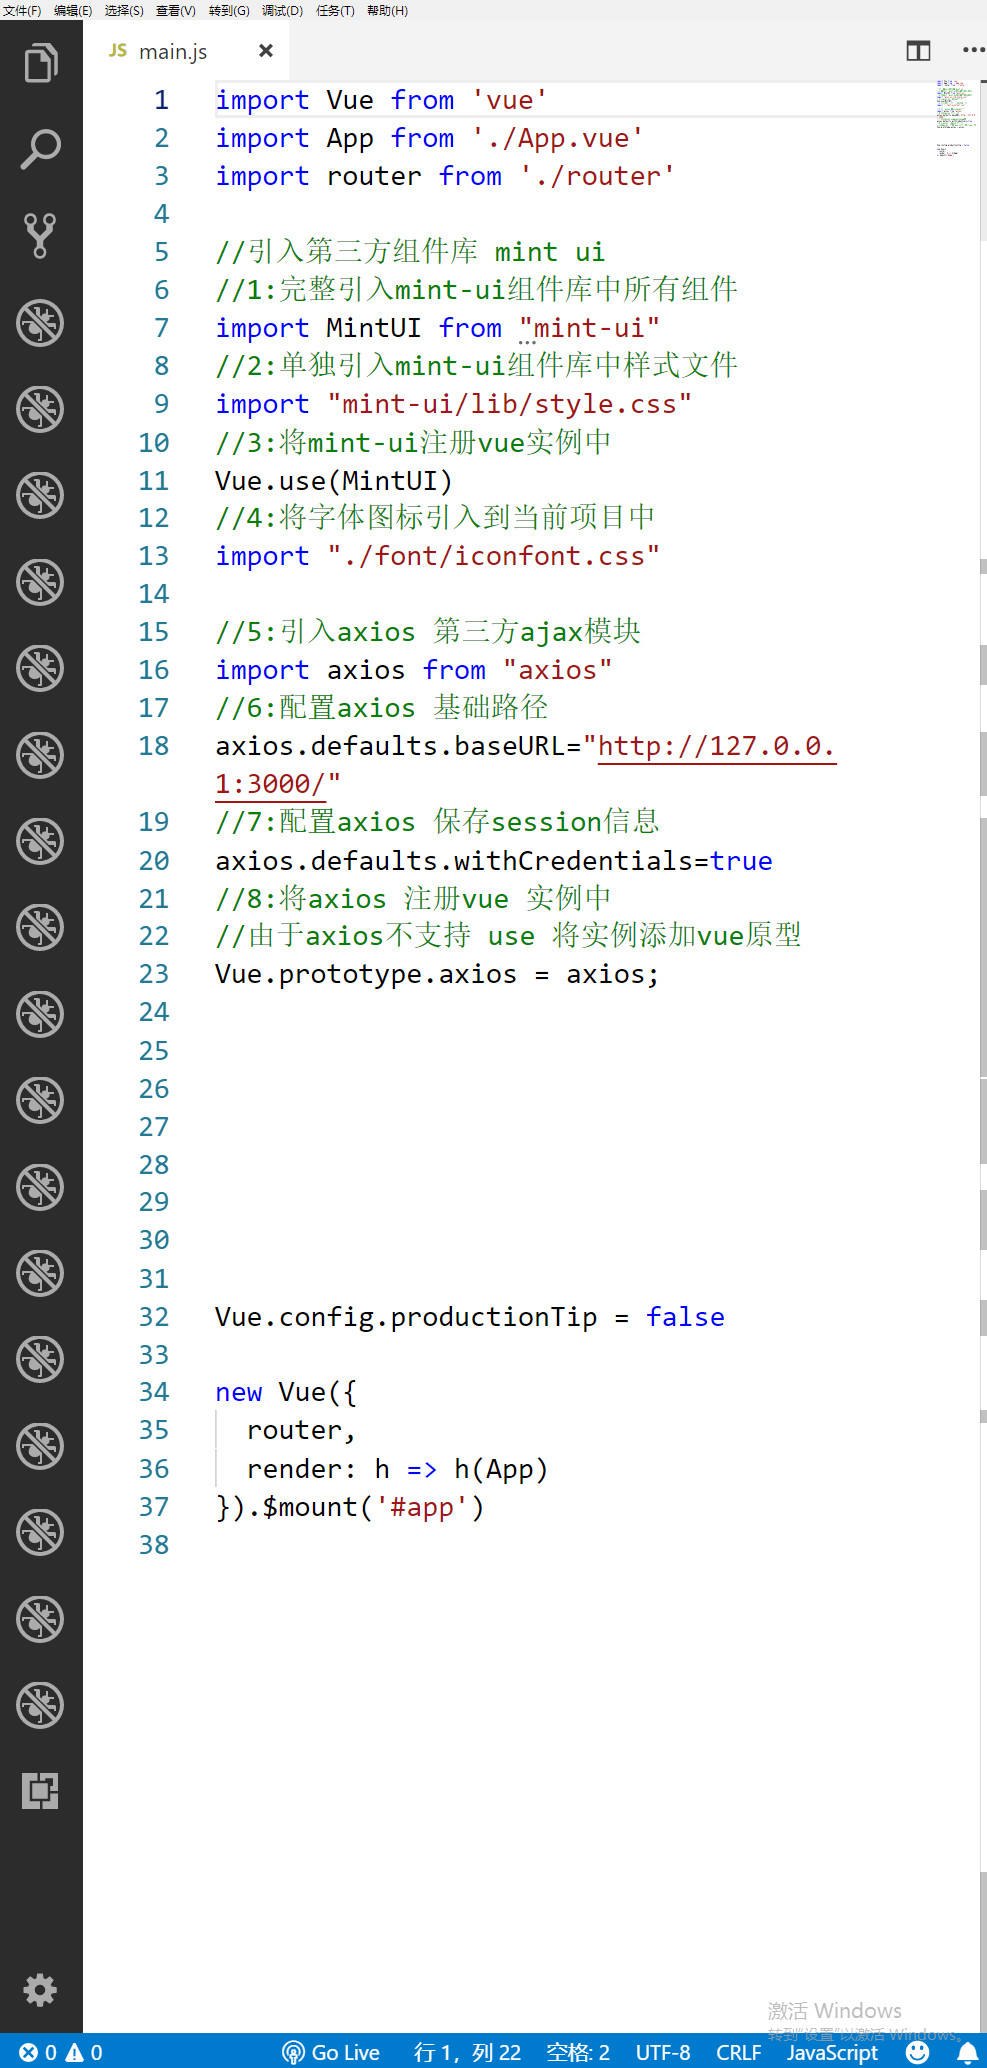 文件(F) 编辑(E) 选择(S) 查看(V) 转到(G) 调试(D) 任务(T) 帮助(H)
JS main.js
1 import Vue from 'vue'
2 import App from './App.vue'
3 import router from './router'
4
5 //引入第三方组件库 mint ui
6 //1:完整引入mint-ui组件库中所有组件
7 import MintUI from "mint-ui"
8 //2:单独引入mint-ui组件库中样式文件
9 import "mint-ui/lib/style.css"
10 //3:将mint-ui注册vue实例中
11 Vue.use(MintUI)
12 //4:将字体图标引入到当前项目中
13 import "./font/iconfont.css"
14
15 //5:引入axios 第三方ajax模块
16 import axios from "axios"
17 //6:配置axios 基础路径
18 axios.defaults.baseURL="http://127.0.0.
1:3000/"
19 //7:配置axios 保存session信息
20 axios.defaults.withCredentials=true
21 //8:将axios 注册vue 实例中
22 //由于axios不支持 use 将实例添加vue原型
23 Vue.prototype.axios = axios;
24
25
26
27
28
29
30
31
32 Vue.config.productionTip = false
33
34 new Vue({
35   router,
36   render: h => h(App)
37 }).$mount('#app')
38
激活 Windows
转到"设置"以激活 Windows。
0 0 Go Live 行 1，列 22 空格: 2 UTF-8 CRLF JavaScript